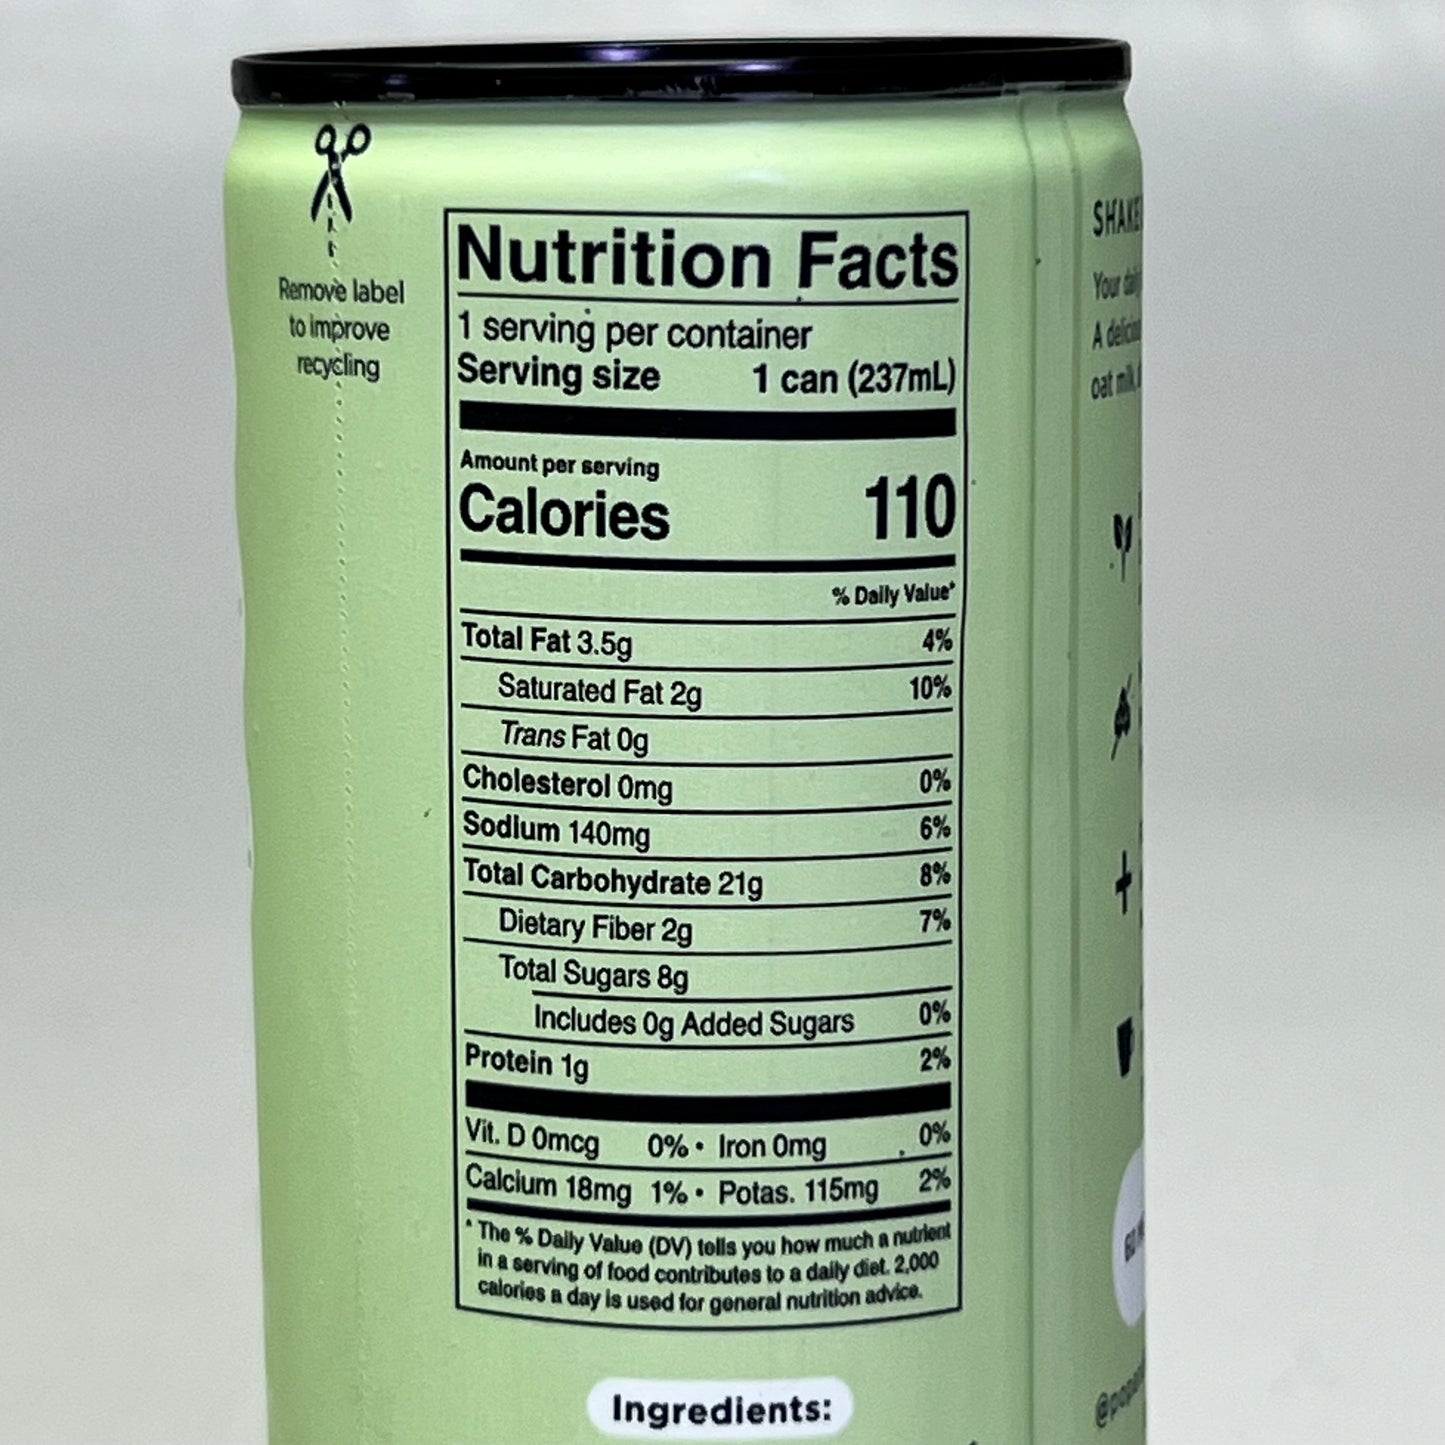 Remove label
to improve
recycling
Nutrition Facts
1 serving per container
Serving size 1 can (237mL)
Amount per serving
Calories 110
% Daily Value*
Total Fat 3.5g 4%
Saturated Fat 2g 10%
Trans Fat 0g
Cholesterol 0mg 0%
Sodium 140mg 6%
Total Carbohydrate 21g 8%
Dietary Fiber 2g 7%
Total Sugars 8g
Includes 0g Added Sugars 0%
Protein 1g 2%
Vit. D 0mcg 0% • Iron 0mg 0%
Calcium 18mg 1% • Potas. 115mg 2%
* The % Daily Value (DV) tells you how much a nutrient
in a serving of food contributes to a daily diet. 2,000
calories a day is used for general nutrition advice.
Ingredients:
SHAKE
Your
A
oat milk,